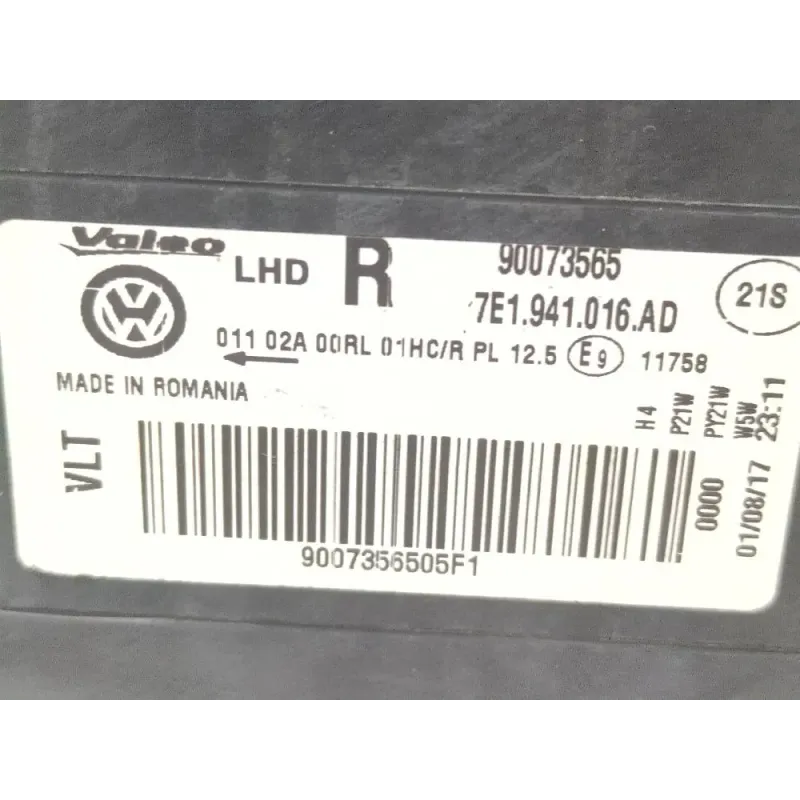 Valeo
LHD R 90073565
7E1.941.016.AD 21S
011 02A 00RL 01HC/R PL 12.5 E9 11758
MADE IN ROMANIA
VLT
H4
P21W
PY21W
W5W
0000
01/08/17 23:11
9007356505F1